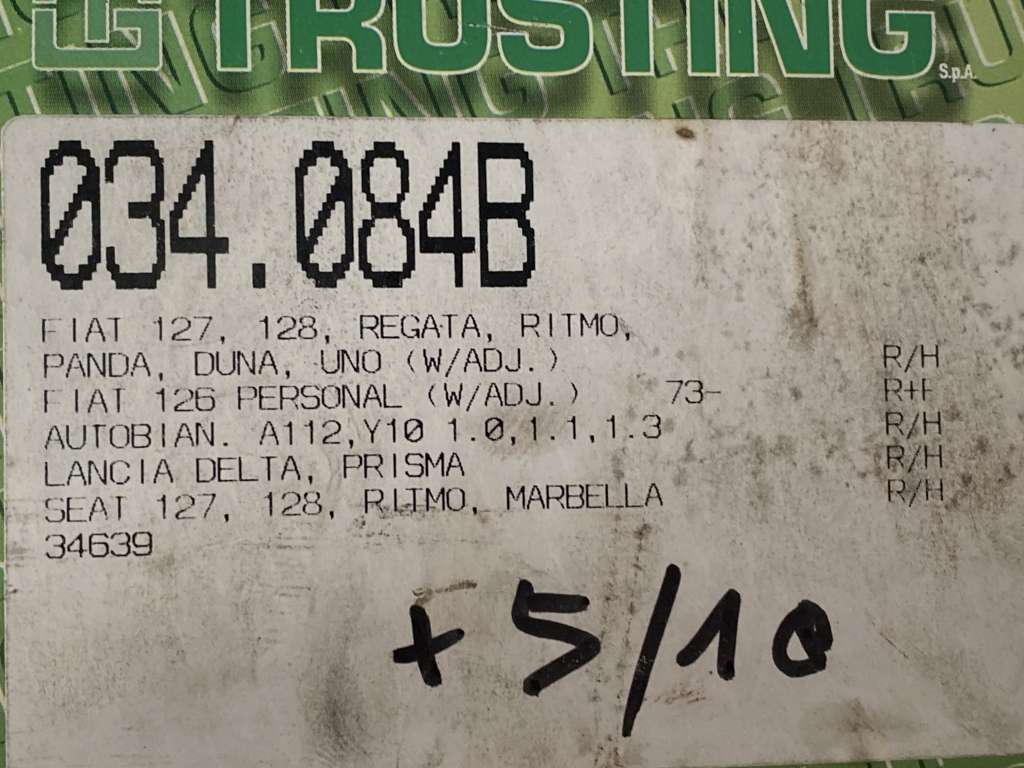 TRUSTING
S.p.A.
034.084B
FIAT 127, 128, REGATA, RITMO,
PANDA, DUNA, UNO (W/ADJ.) R/H
FIAT 126 PERSONAL (W/ADJ.) 73- R+F
AUTOBIAN. A112,Y10 1.0,1.1,1.3 R/H
LANCIA DELTA, PRISMA R/H
SEAT 127, 128, RITMO, MARBELLA R/H
34639
+5/10